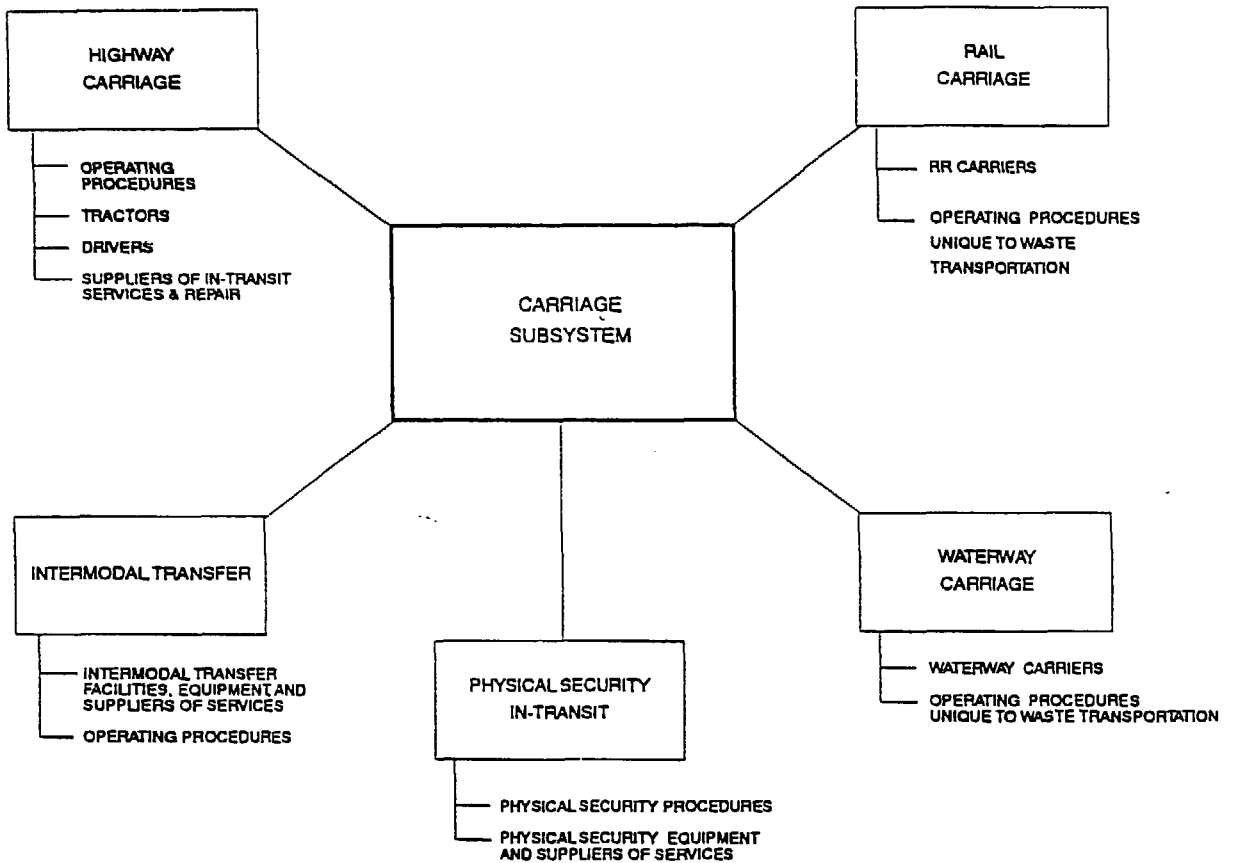 HIGHWAY
CARRIAGE
OPERATING
PROCEDURES
TRACTORS
DRIVERS
SUPPLIERS OF IN-TRANSIT
SERVICES & REPAIR
RAIL
CARRIAGE
RR CARRIERS
OPERATING PROCEDURES
UNIQUE TO WASTE
TRANSPORTATION
CARRIAGE
SUBSYSTEM
INTERMODAL TRANSFER
INTERMODAL TRANSFER
FACILITIES, EQUIPMENT AND
SUPPLIERS OF SERVICES
OPERATING PROCEDURES
PHYSICAL SECURITY
IN-TRANSIT
PHYSICAL SECURITY PROCEDURES
PHYSICAL SECURITY EQUIPMENT
AND SUPPLIERS OF SERVICES
WATERWAY
CARRIAGE
WATERWAY CARRIERS
OPERATING PROCEDURES
UNIQUE TO WASTE TRANSPORTATION